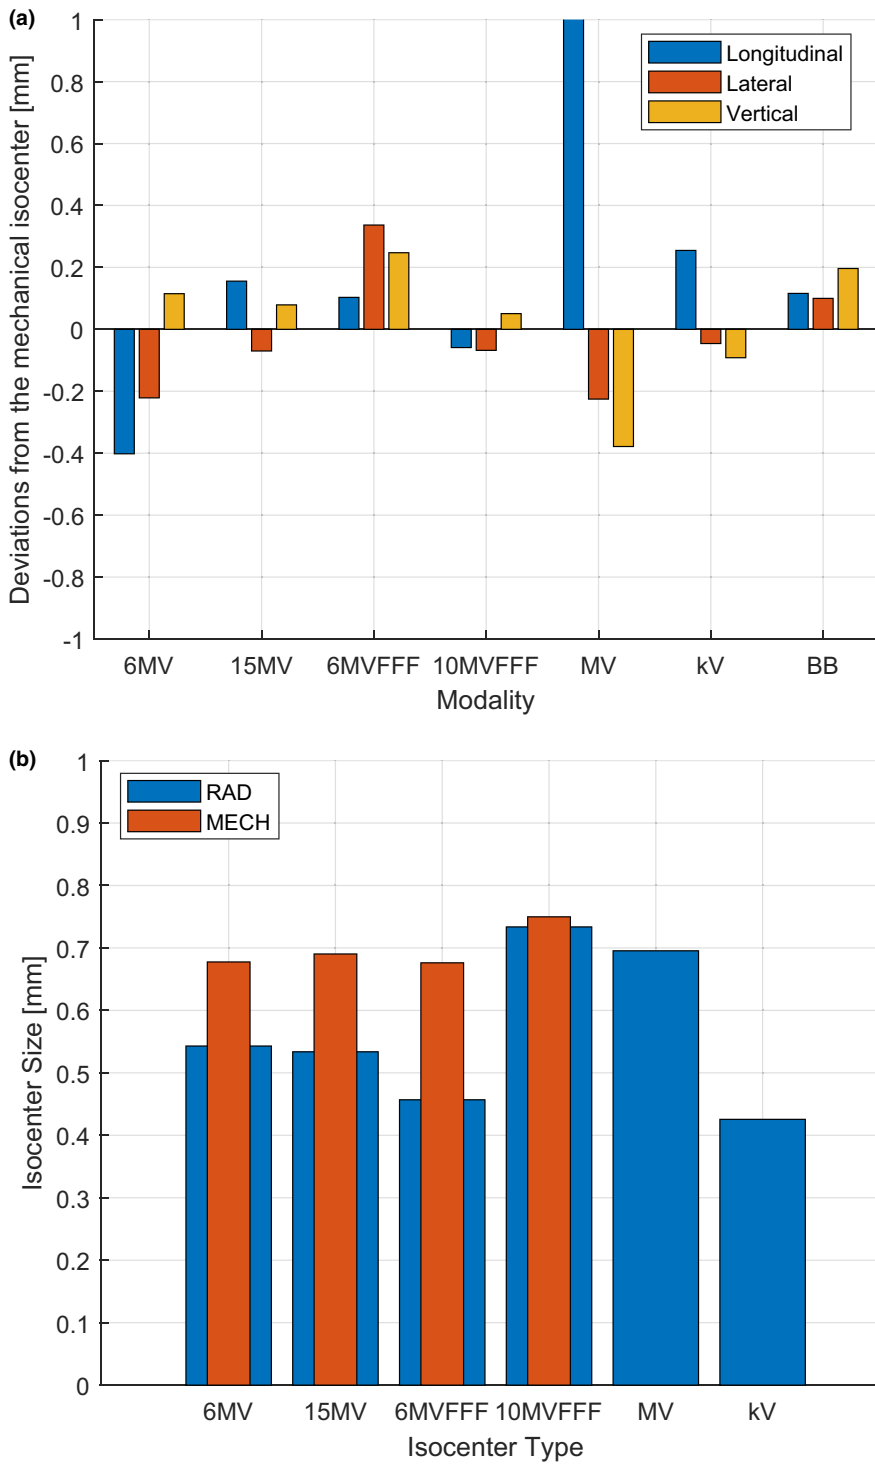 (a)
Deviations from the mechanical isocenter [mm]
1
0.8
0.6
0.4
0.2
0
-0.2
-0.4
-0.6
-0.8
-1
Longitudinal
Lateral
Vertical
6MV 15MV 6MVFFF 10MVFFF MV kV BB
Modality
(b)
Isocenter Size [mm]
1
0.9
0.8
0.7
0.6
0.5
0.4
0.3
0.2
0.1
0
RAD
MECH
6MV 15MV 6MVFFF 10MVFFF MV kV
Isocenter Type